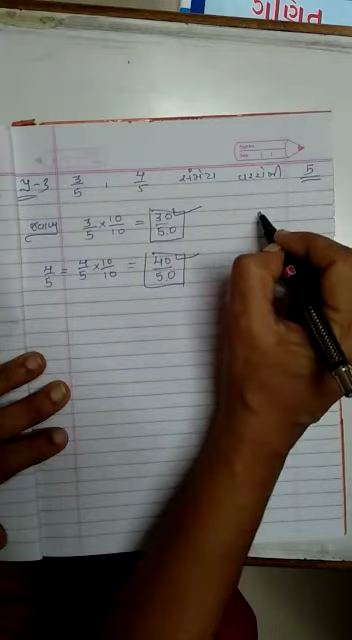 ગણિત
પ્ર-3 3/5 , 4/5 સંમેય વચ્ચેની 5
જવાબ 3/5 × 10/10 = 30/50
4/5 = 4/5 × 10/10 = 40/50